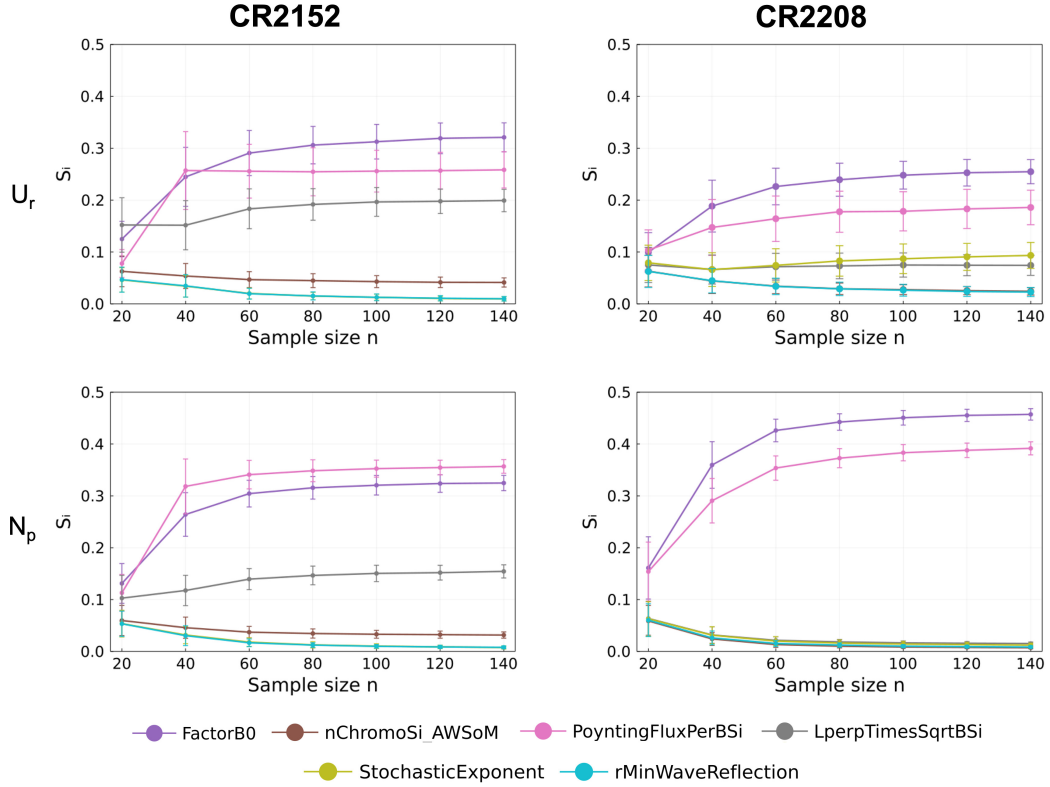 CR2152 CR2208
0.5 0.5
0.4 0.4
0.3 0.3
Ur Si Si
0.2 0.2
0.1 0.1
0.0 0.0
20 40 60 80 100 120 140 20 40 60 80 100 120 140
Sample size n Sample size n
0.5 0.5
0.4 0.4
0.3 0.3
Np Si Si
0.2 0.2
0.1 0.1
0.0 0.0
20 40 60 80 100 120 140 20 40 60 80 100 120 140
Sample size n Sample size n
FactorB0 nChromoSi_AWSoM PoyntingFluxPerBSi LperpTimesSqrtBSi
StochasticExponent rMinWaveReflection